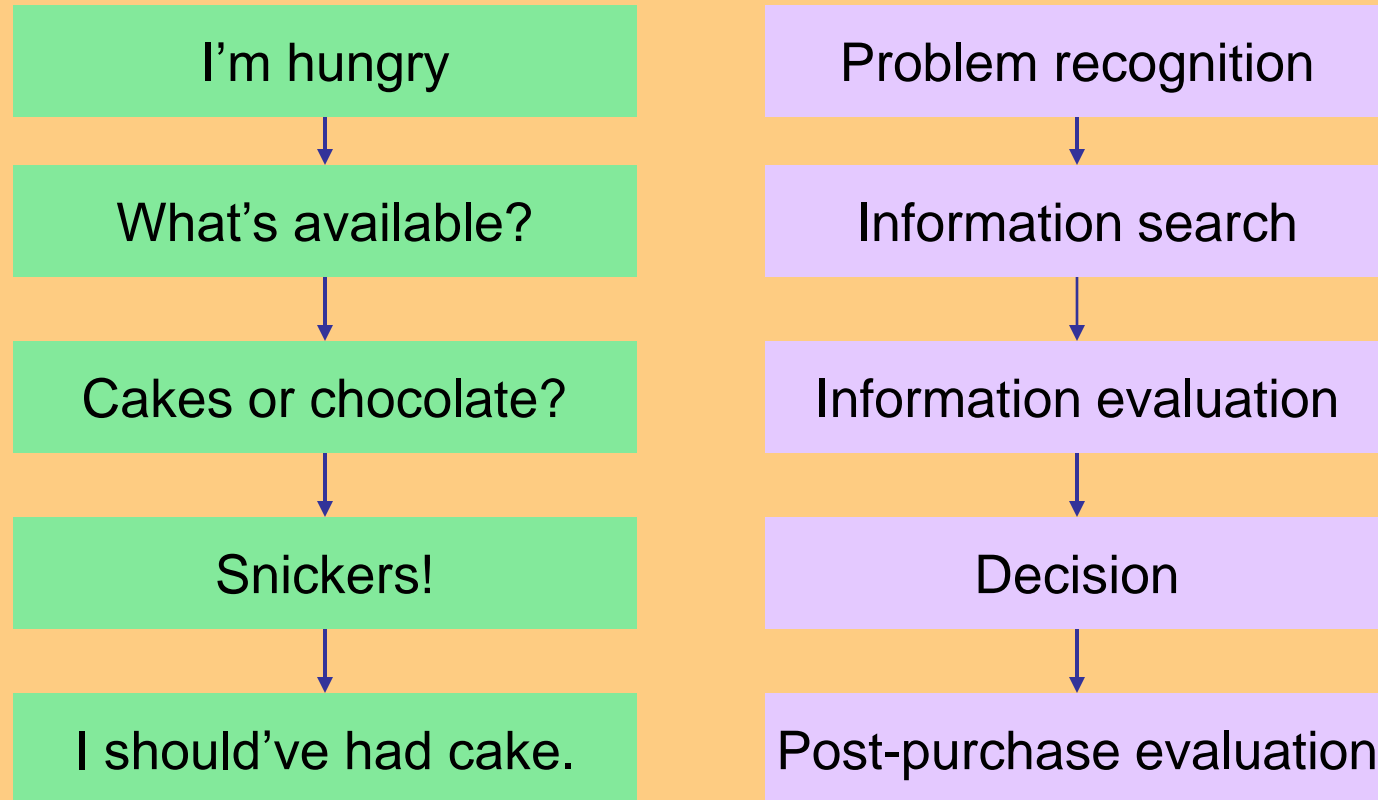 I’m hungry
Problem recognition
What’s available?
Information search
Cakes or chocolate?
Information evaluation
Snickers!
Decision
I should’ve had cake.
Post-purchase evaluation